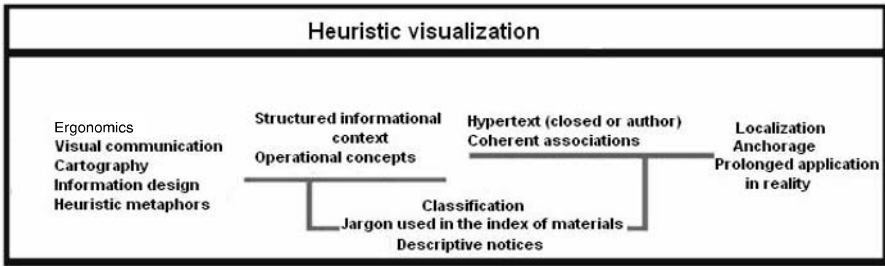 Heuristic visualization
Ergonomics
Visual communication
Cartography
Information design
Heuristic metaphors
Structured informational
context
Operational concepts
Hypertext (closed or author)
Coherent associations
Localization
Anchorage
Prolonged application
in reality
Classification
Jargon used in the index of materials
Descriptive notices